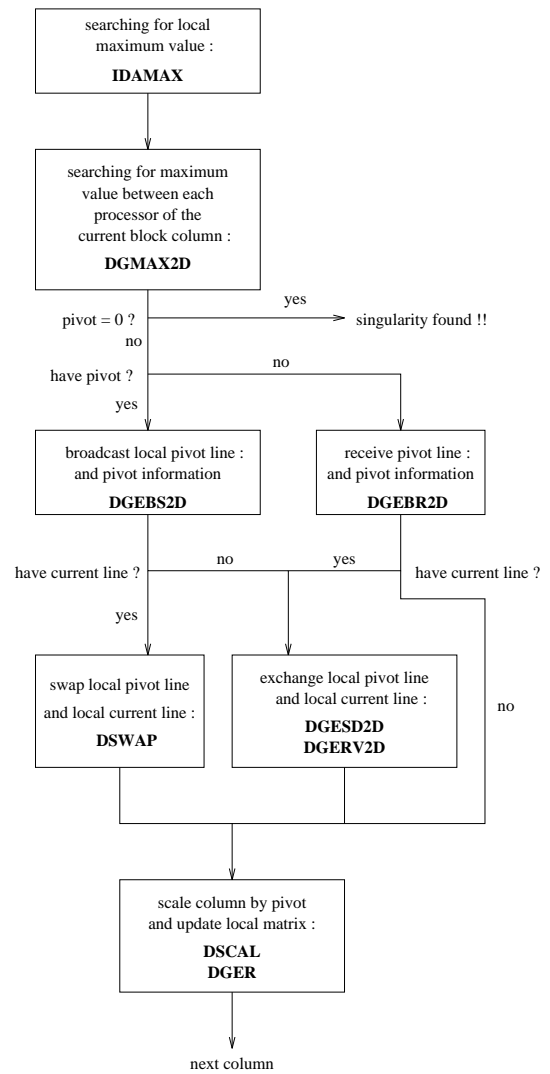 searching for local
maximum value :
IDAMAX
searching for maximum
value between each
processor of the
current block column :
DGMAX2D
pivot = 0 ?
yes
singularity found !!
no
have pivot ?
no
yes
broadcast local pivot line :
and pivot information
DGEBS2D
receive pivot line :
and pivot information
DGEBR2D
have current line ?
no
yes
have current line ?
yes
swap local pivot line
and local current line :
DSWAP
exchange local pivot line
and local current line :
DGESD2D
DGERV2D
no
scale column by pivot
and update local matrix :
DSCAL
DGER
next column